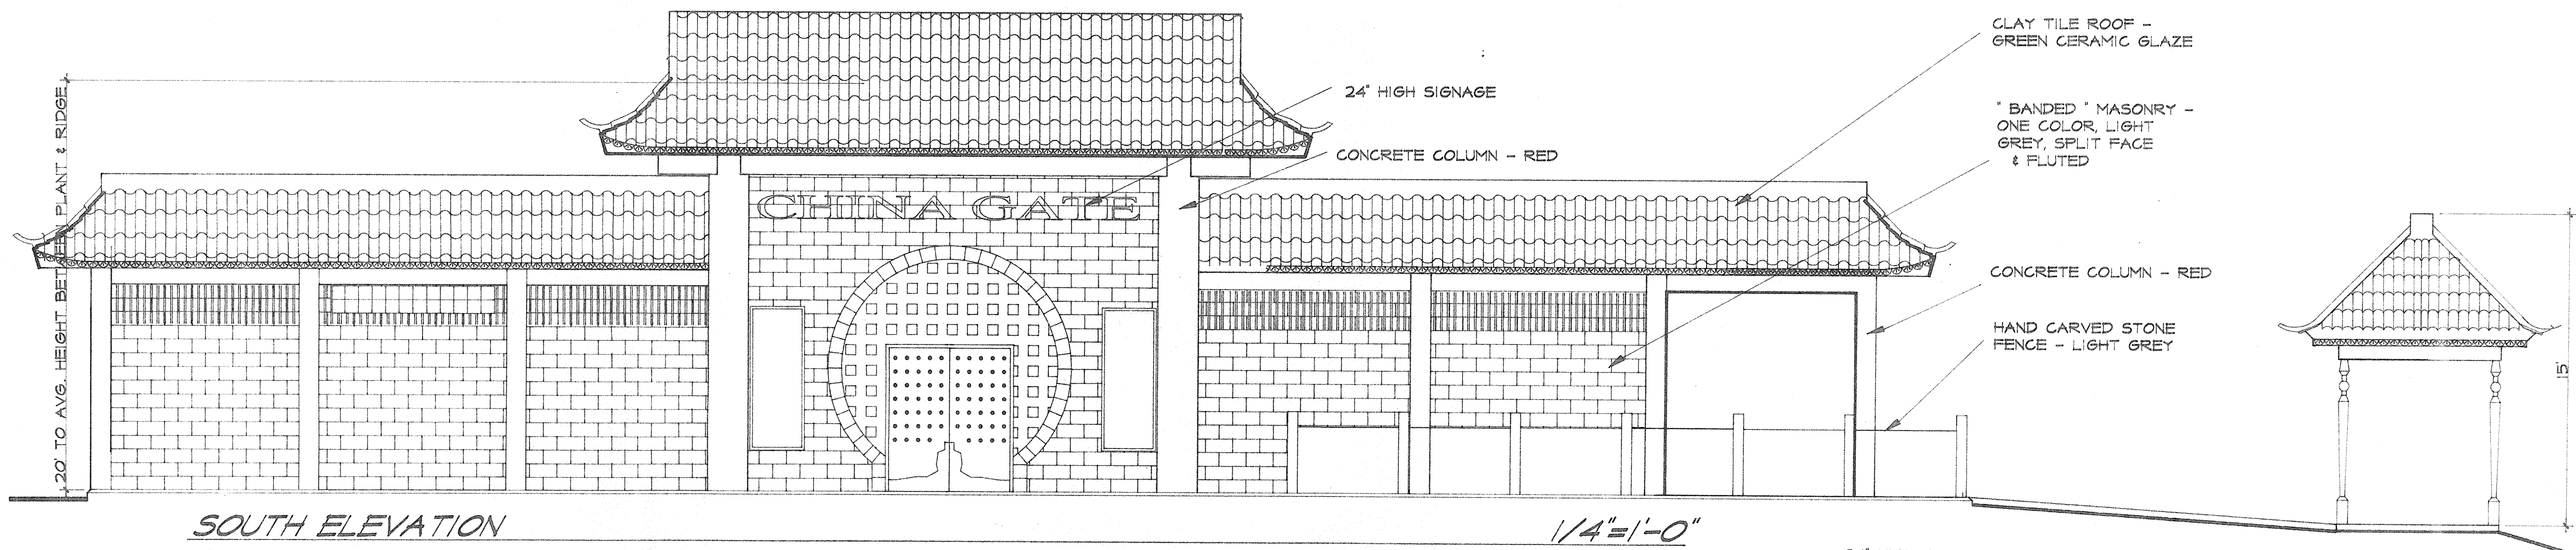 CLAY TILE ROOF -
GREEN CERAMIC GLAZE
24" HIGH SIGNAGE
" BANDED " MASONRY -
ONE COLOR, LIGHT
GREY, SPLIT FACE
& FLUTED
CONCRETE COLUMN - RED
CHINA GATE
CONCRETE COLUMN - RED
HAND CARVED STONE
FENCE - LIGHT GREY
20' TO AVG. HEIGHT BETWEEN PLANT & RIDGE
15'
SOUTH ELEVATION
1/4"=1'-0"